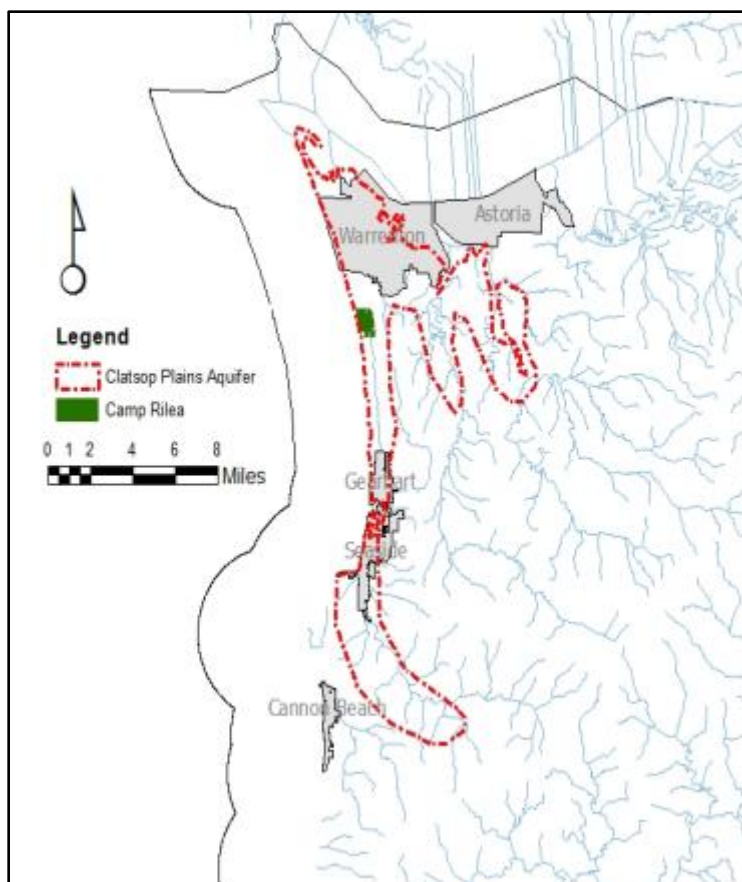 Astoria
Warrenton
Legend
Clatsop Plains Aquifer
Camp Rilea
0 1 2 4 6 8
Miles
Gearhart
Seaside
Cannon Beach